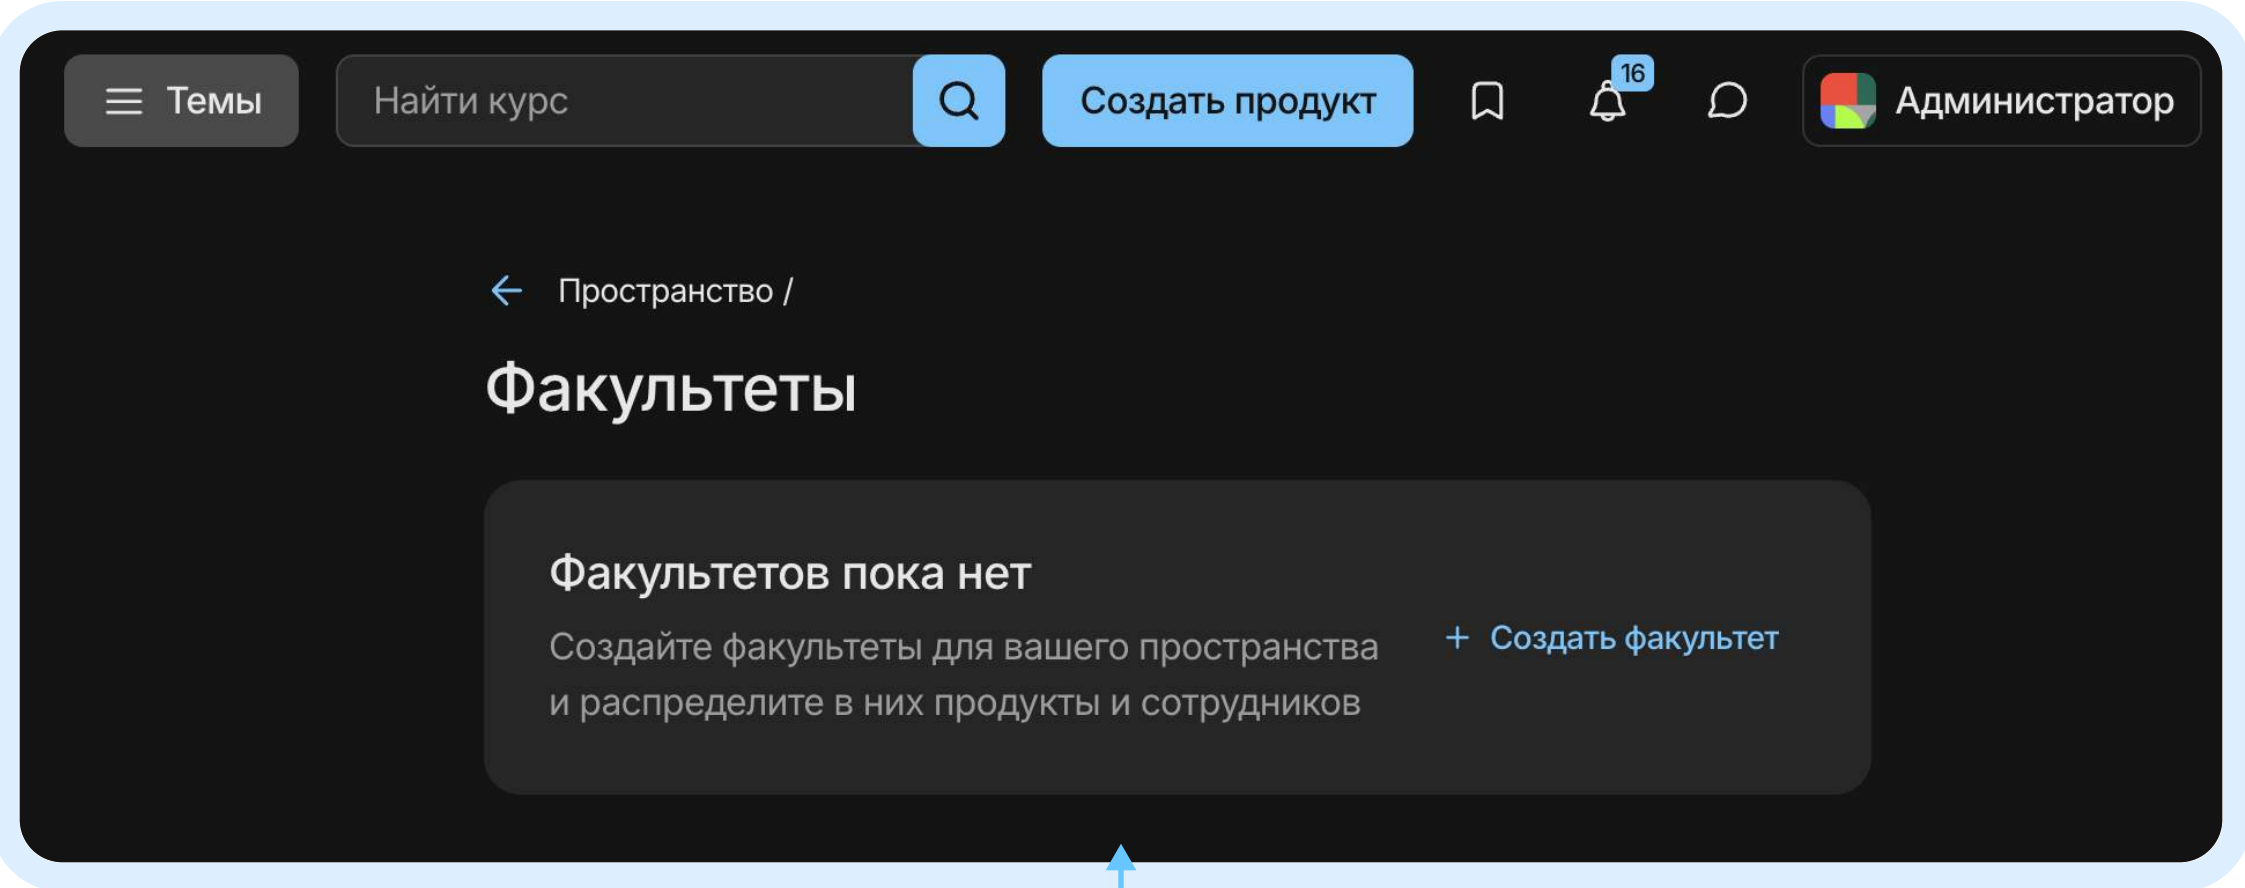 Темы
Найти курс
Создать продукт
16
Администратор
Пространство /
Факультеты
Факультетов пока нет
Создайте факультеты для вашего пространства
и распределите в них продукты и сотрудников
+ Создать факультет